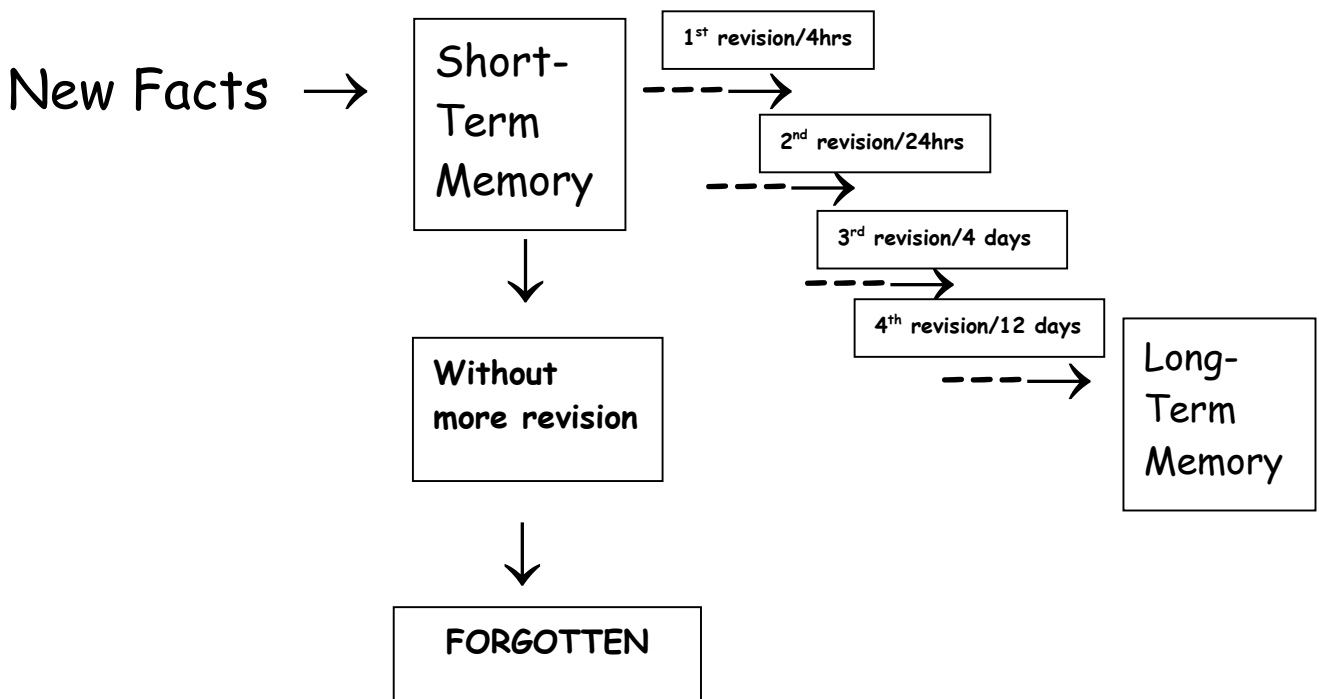 New Facts
Short-
Term
Memory
1st revision/4hrs
2nd revision/24hrs
3rd revision/4 days
4th revision/12 days
Long-
Term
Memory
Without
more revision
FORGOTTEN